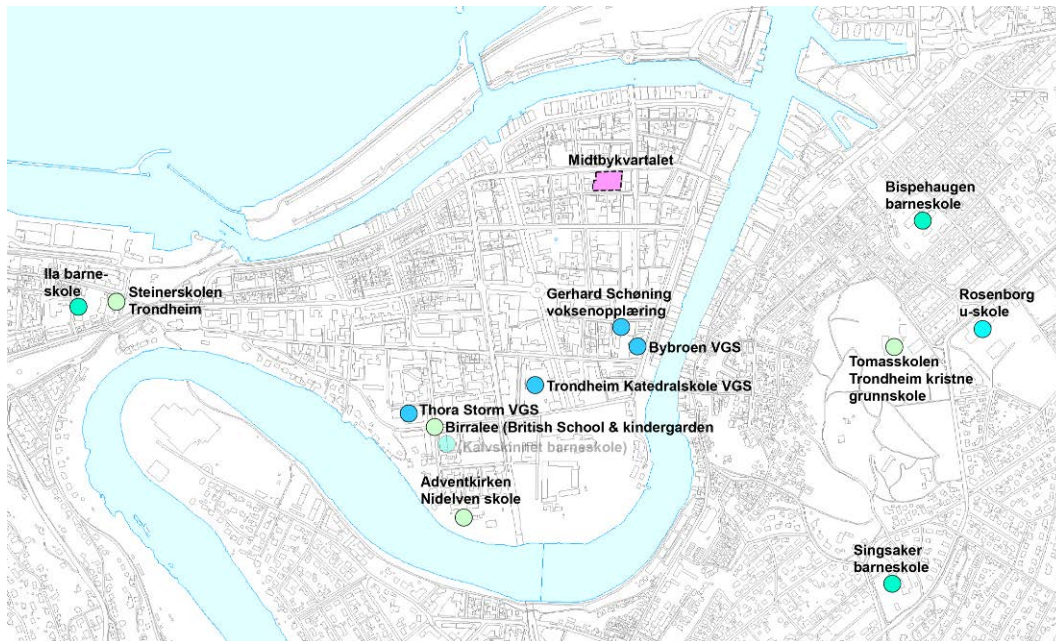 Midtbykvartalet
Bispehaugen
barneskole
Ila barne-
skole
Steinerskolen
Trondheim
Gerhard Schøning
voksenopplæring
Rosenborg
u-skole
Bybroen VGS
Tomasskolen
Trondheim kristne
grunnskole
Trondheim Katedralskole VGS
Thora Storm VGS
Birralee (British School & kindergarden
(Kalvskinnet barneskole)
Adventkirken
Nidelven skole
Singsaker
barneskole